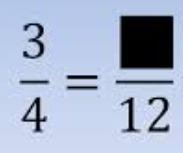 3/4 = ■/12